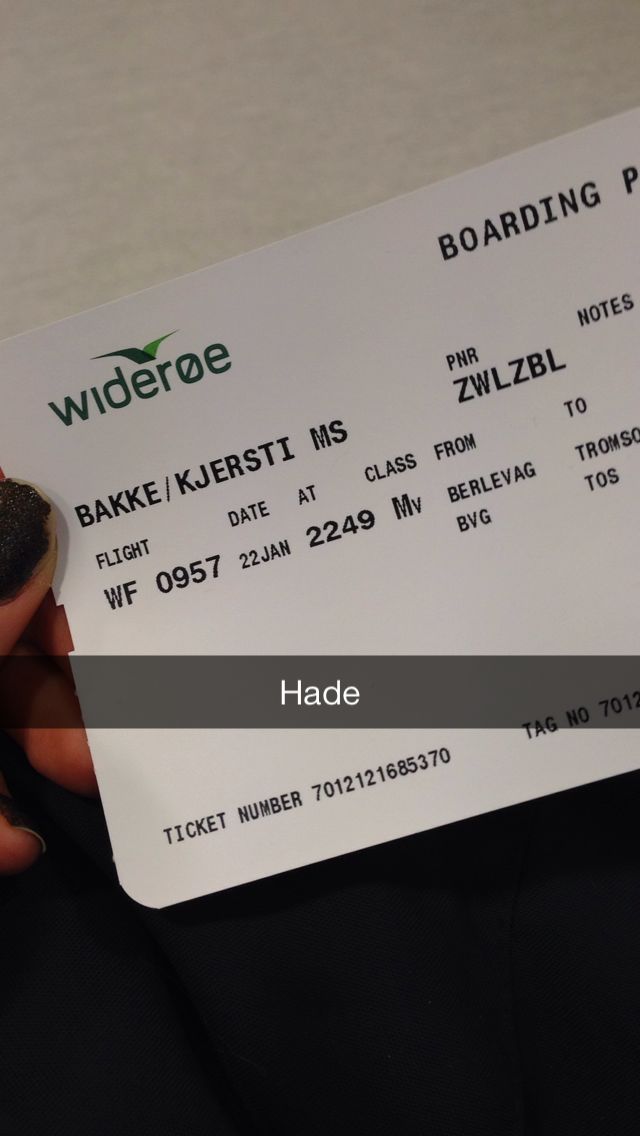 BOARDING P
widerøe
NOTES
PNR
ZWLZBL
BAKKE/KJERSTI MS
FLIGHT DATE AT CLASS FROM TO
WF 0957 22JAN 2249 Mv BERLEVAG TROMSO
BVG TOS
Hade
TAG NO 7012
TICKET NUMBER 7012121685370